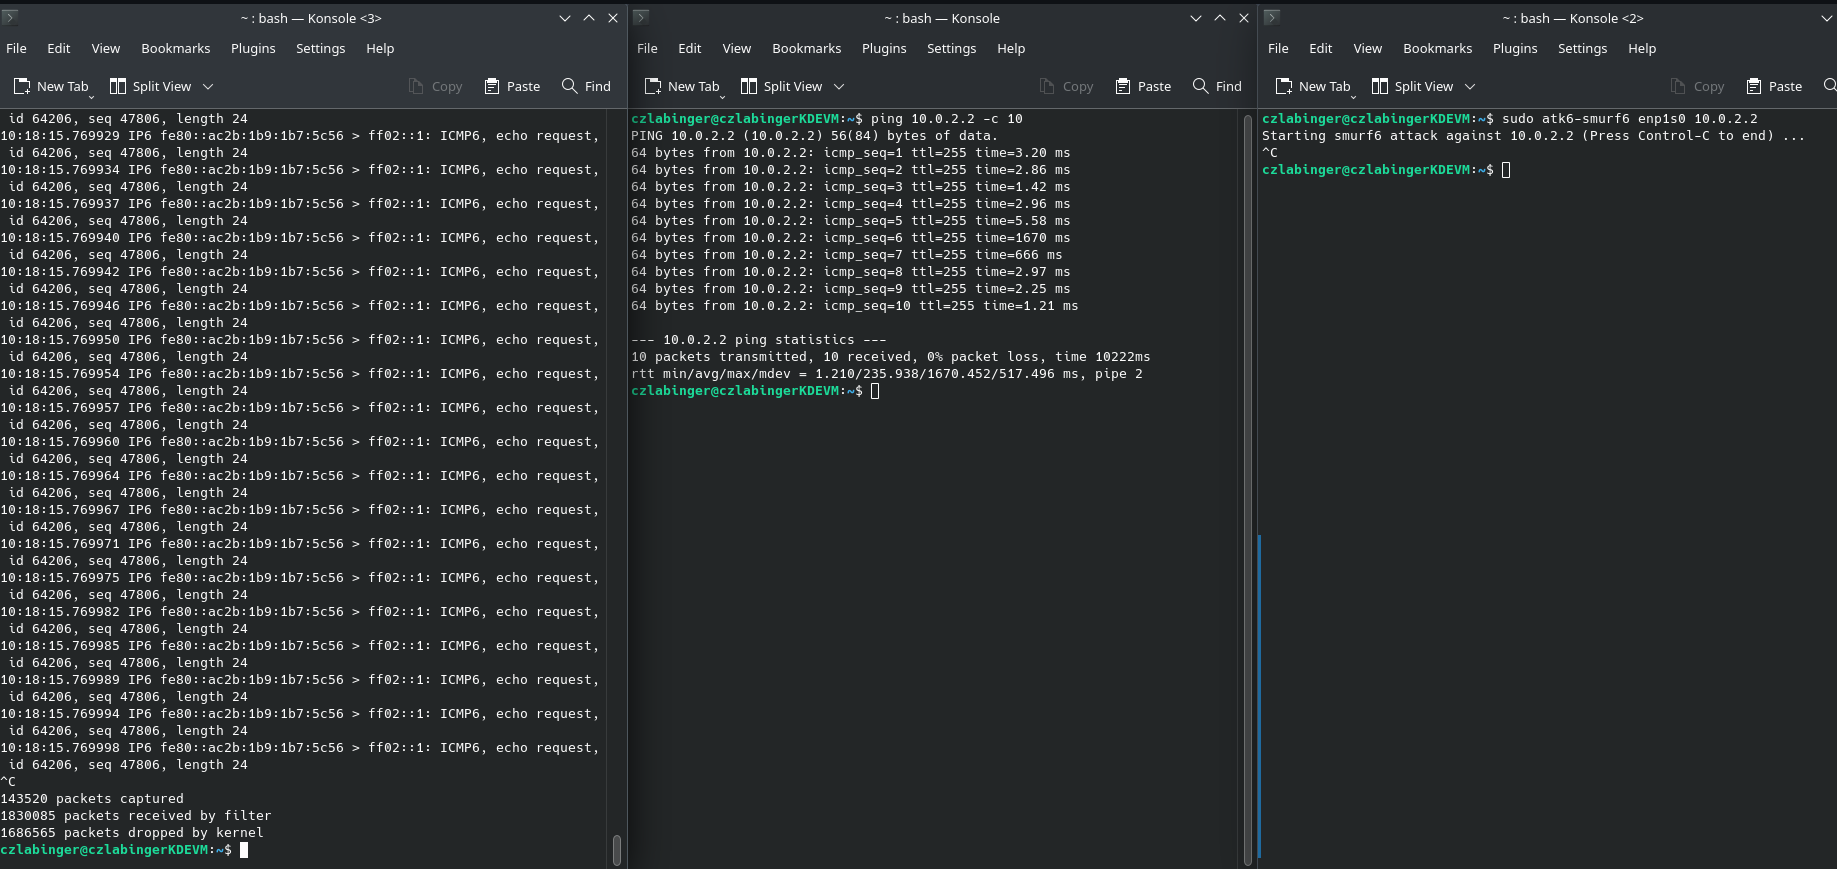 ~ : bash — Konsole <3>
File Edit View Bookmarks Plugins Settings Help
New Tab Split View Copy Paste Find
id 64206, seq 47806, length 24
10:18:15.769929 IP6 fe80::ac2b:1b9:1b7:5c56 > ff02::1: ICMP6, echo request,
id 64206, seq 47806, length 24
10:18:15.769934 IP6 fe80::ac2b:1b9:1b7:5c56 > ff02::1: ICMP6, echo request,
id 64206, seq 47806, length 24
10:18:15.769937 IP6 fe80::ac2b:1b9:1b7:5c56 > ff02::1: ICMP6, echo request,
id 64206, seq 47806, length 24
10:18:15.769940 IP6 fe80::ac2b:1b9:1b7:5c56 > ff02::1: ICMP6, echo request,
id 64206, seq 47806, length 24
10:18:15.769942 IP6 fe80::ac2b:1b9:1b7:5c56 > ff02::1: ICMP6, echo request,
id 64206, seq 47806, length 24
10:18:15.769946 IP6 fe80::ac2b:1b9:1b7:5c56 > ff02::1: ICMP6, echo request,
id 64206, seq 47806, length 24
10:18:15.769950 IP6 fe80::ac2b:1b9:1b7:5c56 > ff02::1: ICMP6, echo request,
id 64206, seq 47806, length 24
10:18:15.769954 IP6 fe80::ac2b:1b9:1b7:5c56 > ff02::1: ICMP6, echo request,
id 64206, seq 47806, length 24
10:18:15.769957 IP6 fe80::ac2b:1b9:1b7:5c56 > ff02::1: ICMP6, echo request,
id 64206, seq 47806, length 24
10:18:15.769960 IP6 fe80::ac2b:1b9:1b7:5c56 > ff02::1: ICMP6, echo request,
id 64206, seq 47806, length 24
10:18:15.769964 IP6 fe80::ac2b:1b9:1b7:5c56 > ff02::1: ICMP6, echo request,
id 64206, seq 47806, length 24
10:18:15.769967 IP6 fe80::ac2b:1b9:1b7:5c56 > ff02::1: ICMP6, echo request,
id 64206, seq 47806, length 24
10:18:15.769971 IP6 fe80::ac2b:1b9:1b7:5c56 > ff02::1: ICMP6, echo request,
id 64206, seq 47806, length 24
10:18:15.769975 IP6 fe80::ac2b:1b9:1b7:5c56 > ff02::1: ICMP6, echo request,
id 64206, seq 47806, length 24
10:18:15.769982 IP6 fe80::ac2b:1b9:1b7:5c56 > ff02::1: ICMP6, echo request,
id 64206, seq 47806, length 24
10:18:15.769985 IP6 fe80::ac2b:1b9:1b7:5c56 > ff02::1: ICMP6, echo request,
id 64206, seq 47806, length 24
10:18:15.769989 IP6 fe80::ac2b:1b9:1b7:5c56 > ff02::1: ICMP6, echo request,
id 64206, seq 47806, length 24
10:18:15.769994 IP6 fe80::ac2b:1b9:1b7:5c56 > ff02::1: ICMP6, echo request,
id 64206, seq 47806, length 24
10:18:15.769998 IP6 fe80::ac2b:1b9:1b7:5c56 > ff02::1: ICMP6, echo request,
id 64206, seq 47806, length 24
^C
143520 packets captured
1830085 packets received by filter
1686565 packets dropped by kernel
czlabinger@czlabingerKDEVM:~$
~ : bash — Konsole
File Edit View Bookmarks Plugins Settings Help
New Tab Split View Copy Paste Find
czlabinger@czlabingerKDEVM:~$ ping 10.0.2.2 -c 10
PING 10.0.2.2 (10.0.2.2) 56(84) bytes of data.
64 bytes from 10.0.2.2: icmp_seq=1 ttl=255 time=3.20 ms
64 bytes from 10.0.2.2: icmp_seq=2 ttl=255 time=2.86 ms
64 bytes from 10.0.2.2: icmp_seq=3 ttl=255 time=1.42 ms
64 bytes from 10.0.2.2: icmp_seq=4 ttl=255 time=2.96 ms
64 bytes from 10.0.2.2: icmp_seq=5 ttl=255 time=5.58 ms
64 bytes from 10.0.2.2: icmp_seq=6 ttl=255 time=1670 ms
64 bytes from 10.0.2.2: icmp_seq=7 ttl=255 time=666 ms
64 bytes from 10.0.2.2: icmp_seq=8 ttl=255 time=2.97 ms
64 bytes from 10.0.2.2: icmp_seq=9 ttl=255 time=2.25 ms
64 bytes from 10.0.2.2: icmp_seq=10 ttl=255 time=1.21 ms
--- 10.0.2.2 ping statistics ---
10 packets transmitted, 10 received, 0% packet loss, time 10222ms
rtt min/avg/max/mdev = 1.210/235.938/1670.452/517.496 ms, pipe 2
czlabinger@czlabingerKDEVM:~$
~ : bash — Konsole <2>
File Edit View Bookmarks Plugins Settings Help
New Tab Split View Copy Paste
czlabinger@czlabingerKDEVM:~$ sudo atk6-smurf6 enp1s0 10.0.2.2
Starting smurf6 attack against 10.0.2.2 (Press Control-C to end) ...
^C
czlabinger@czlabingerKDEVM:~$